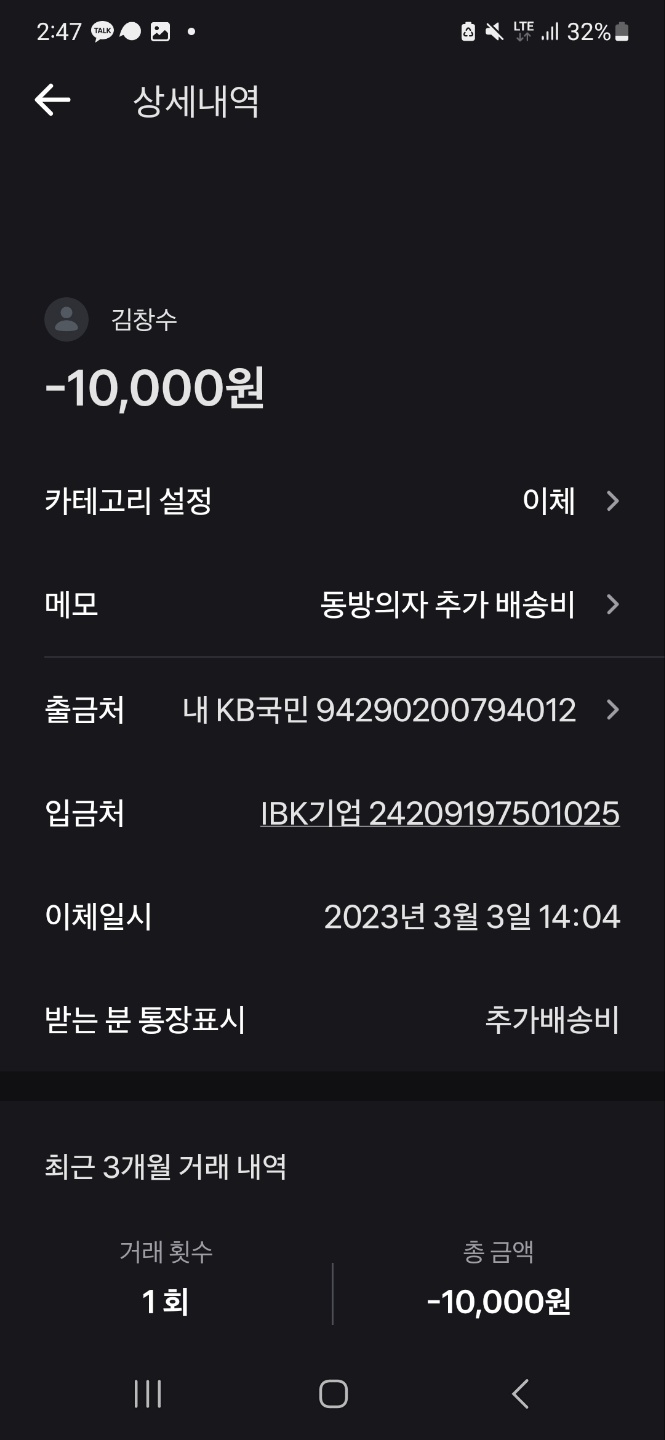 2:47 TALK LTE 32%
상세내역
김창수
-10,000원
카테고리 설정 이체
메모 동방의자 추가 배송비
출금처 내 KB국민 94290200794012
입금처 IBK기업 24209197501025
이체일시 2023년 3월 3일 14:04
받는 분 통장표시 추가배송비
최근 3개월 거래 내역
거래 횟수 총 금액
1 회 -10,000원